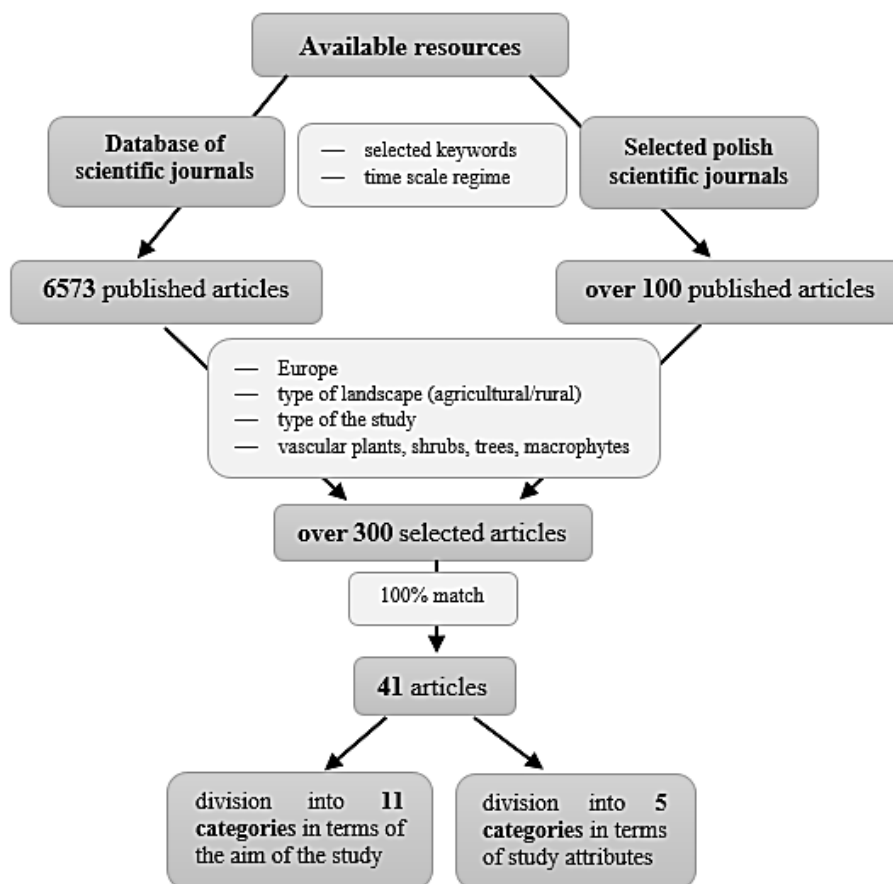 Available resources
Database of
scientific journals
— selected keywords
— time scale regime
Selected polish
scientific journals
6573 published articles
over 100 published articles
— Europe
— type of landscape (agricultural/rural)
— type of the study
— vascular plants, shrubs, trees, macrophytes
over 300 selected articles
100% match
41 articles
division into 11
categories in terms of
the aim of the study
division into 5
categories in terms
of study attributes